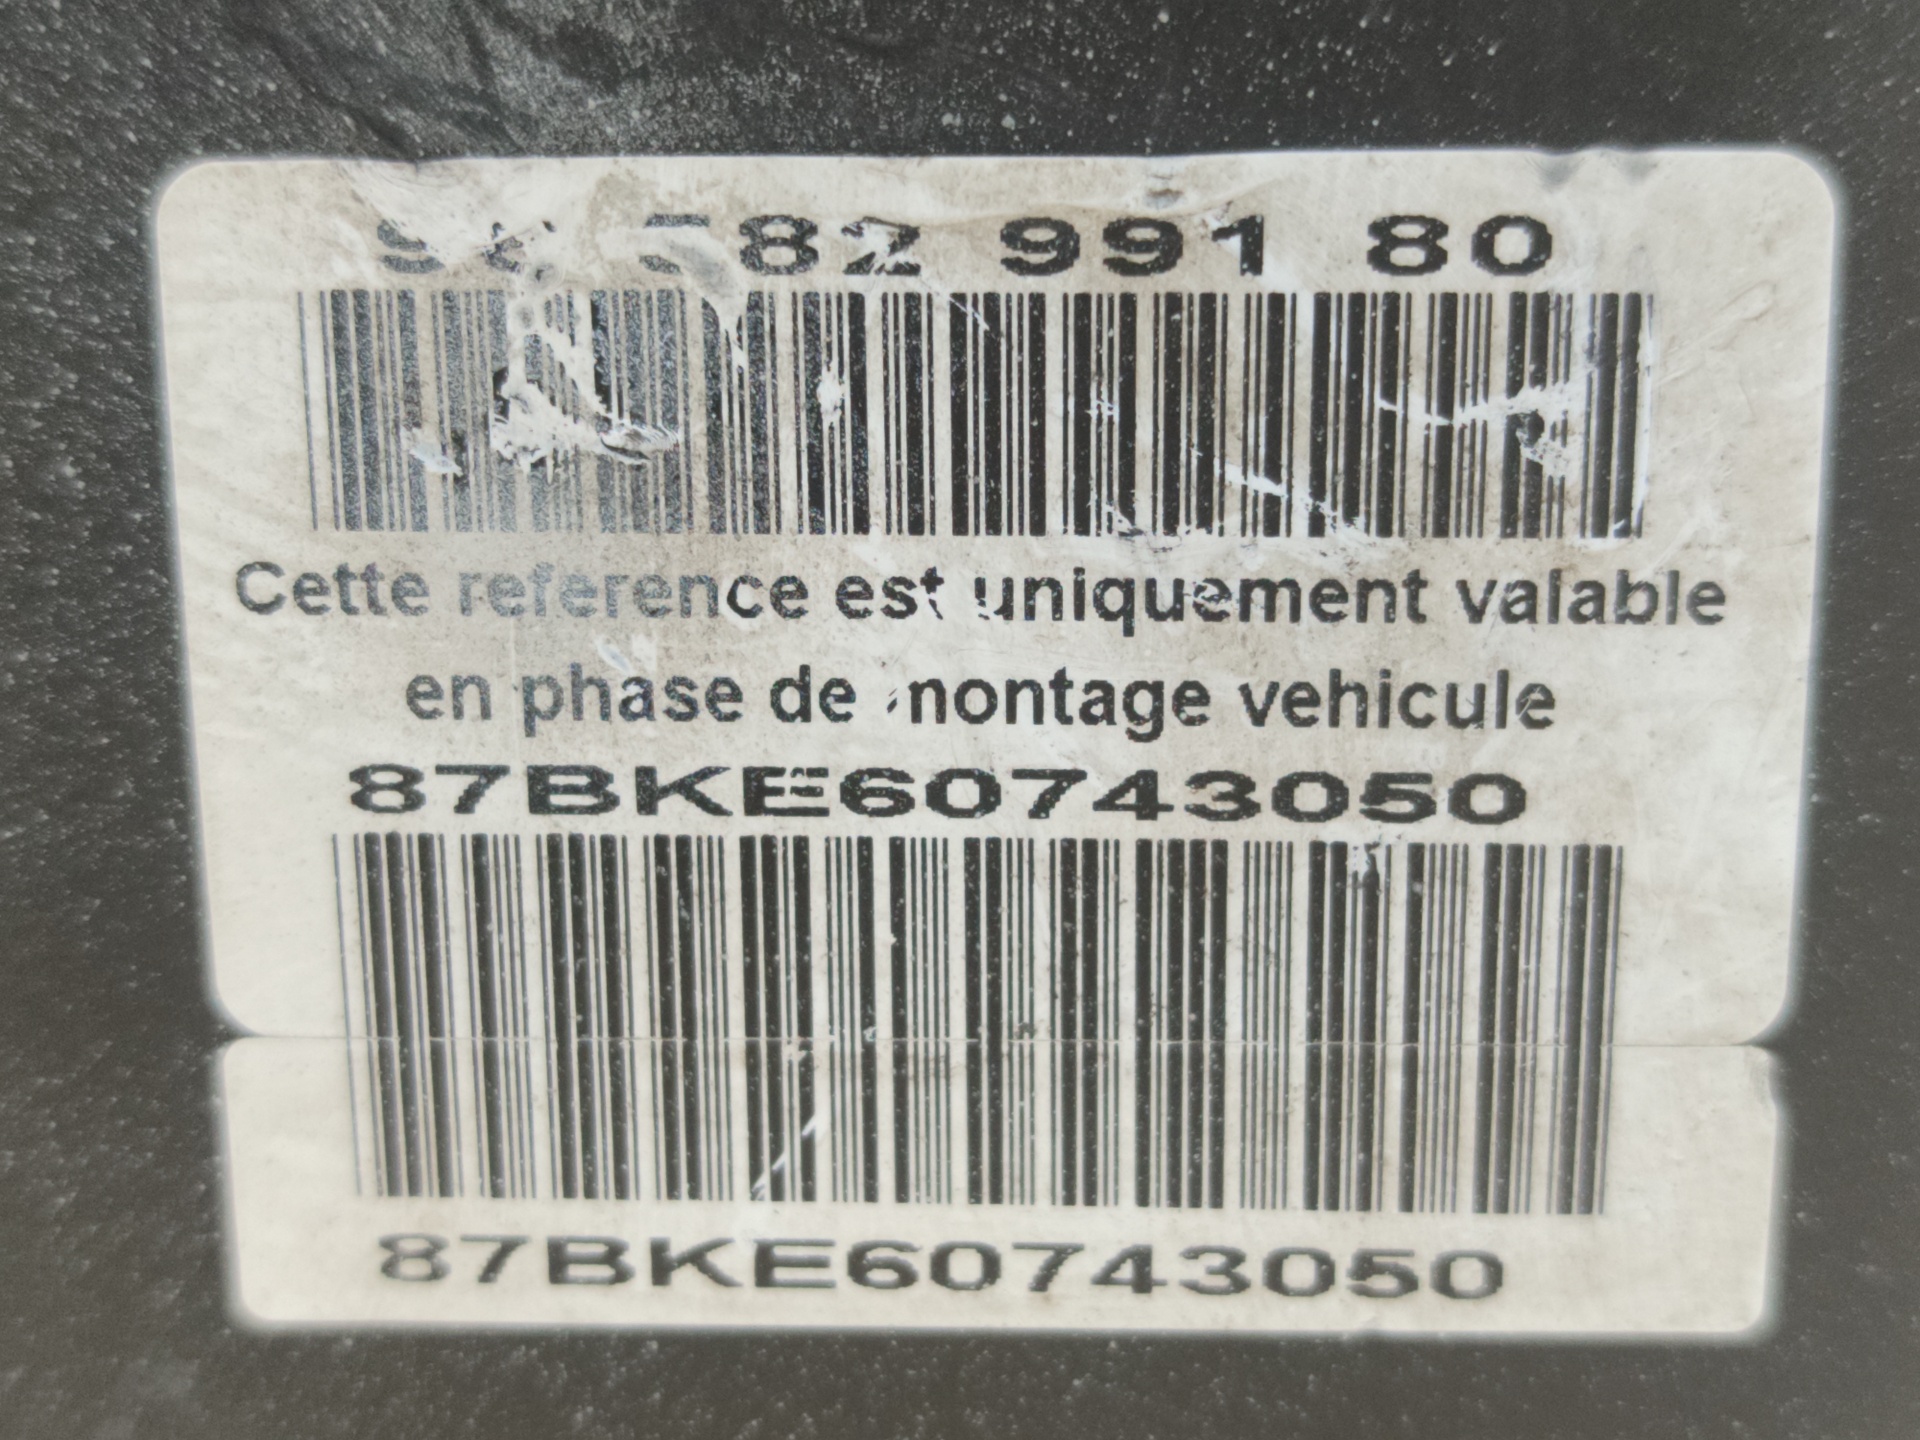 82 991 80
Cette reference est uniquement valable
en phase de montage vehicule
87BKE60743050
87BKE60743050